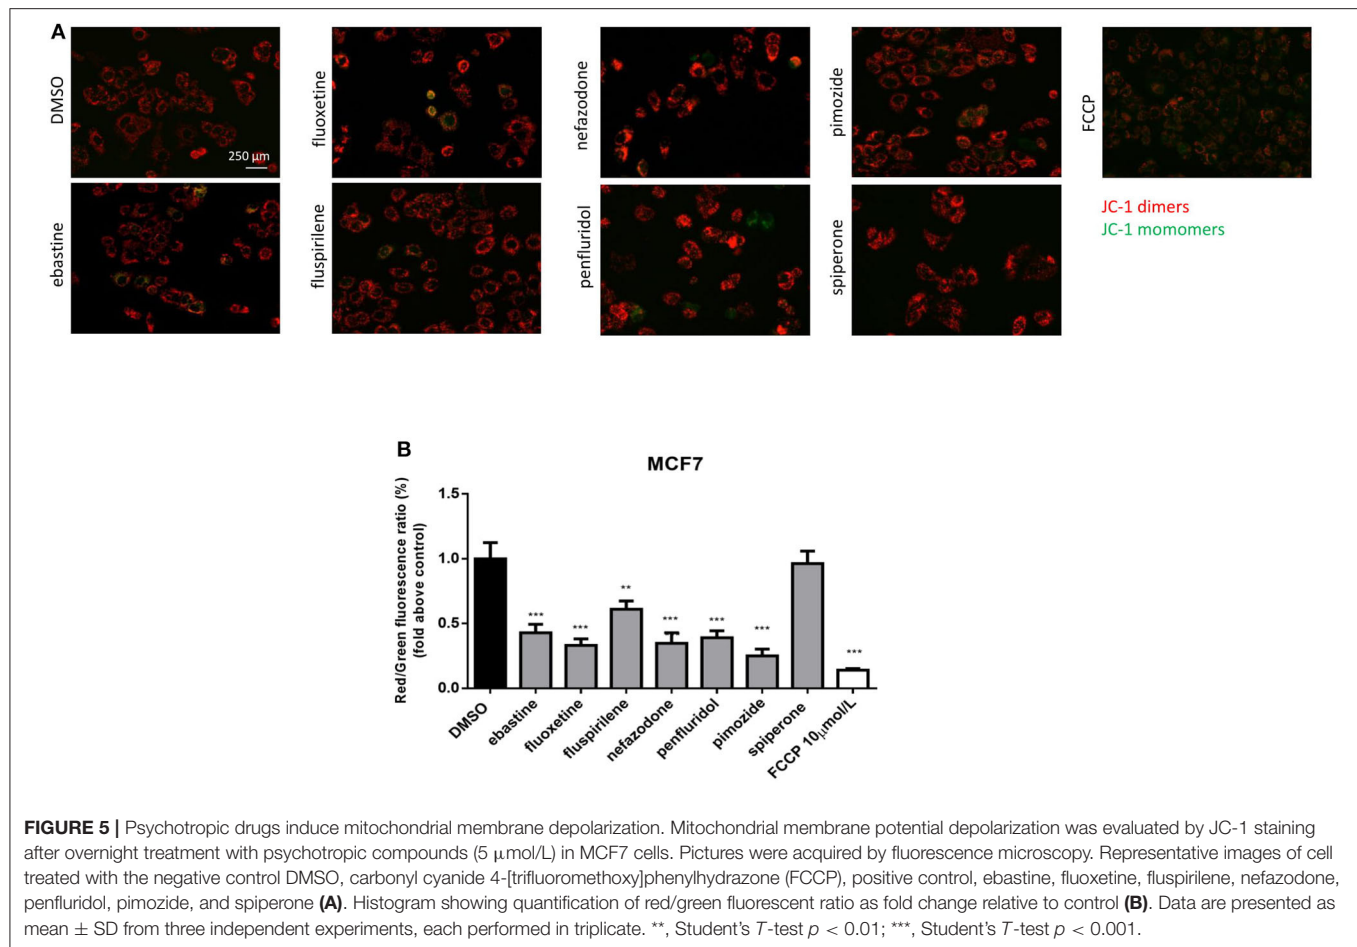 A
DMSO
250 μm
fluoxetine
nefazodone
pimozide
FCCP
ebastine
fluspirilene
penfluridol
spiperone
JC-1 dimers
JC-1 momomers
B
MCF7
Red/Green fluorescence ratio (%)
(fold above control)
1.5
1.0
0.5
0.0
***
***
**
***
***
***
***
DMSO
ebastine
fluoxetine
fluspirilene
nefazodone
penfluridol
pimozide
spiperone
FCCP 10μmol/L
FIGURE 5 | Psychotropic drugs induce mitochondrial membrane depolarization. Mitochondrial membrane potential depolarization was evaluated by JC-1 staining
after overnight treatment with psychotropic compounds (5 μmol/L) in MCF7 cells. Pictures were acquired by fluorescence microscopy. Representative images of cell
treated with the negative control DMSO, carbonyl cyanide 4-[trifluoromethoxy]phenylhydrazone (FCCP), positive control, ebastine, fluoxetine, fluspirilene, nefazodone,
penfluridol, pimozide, and spiperone (A). Histogram showing quantification of red/green fluorescent ratio as fold change relative to control (B). Data are presented as
mean ± SD from three independent experiments, each performed in triplicate. **, Student's T-test p < 0.01; ***, Student's T-test p < 0.001.